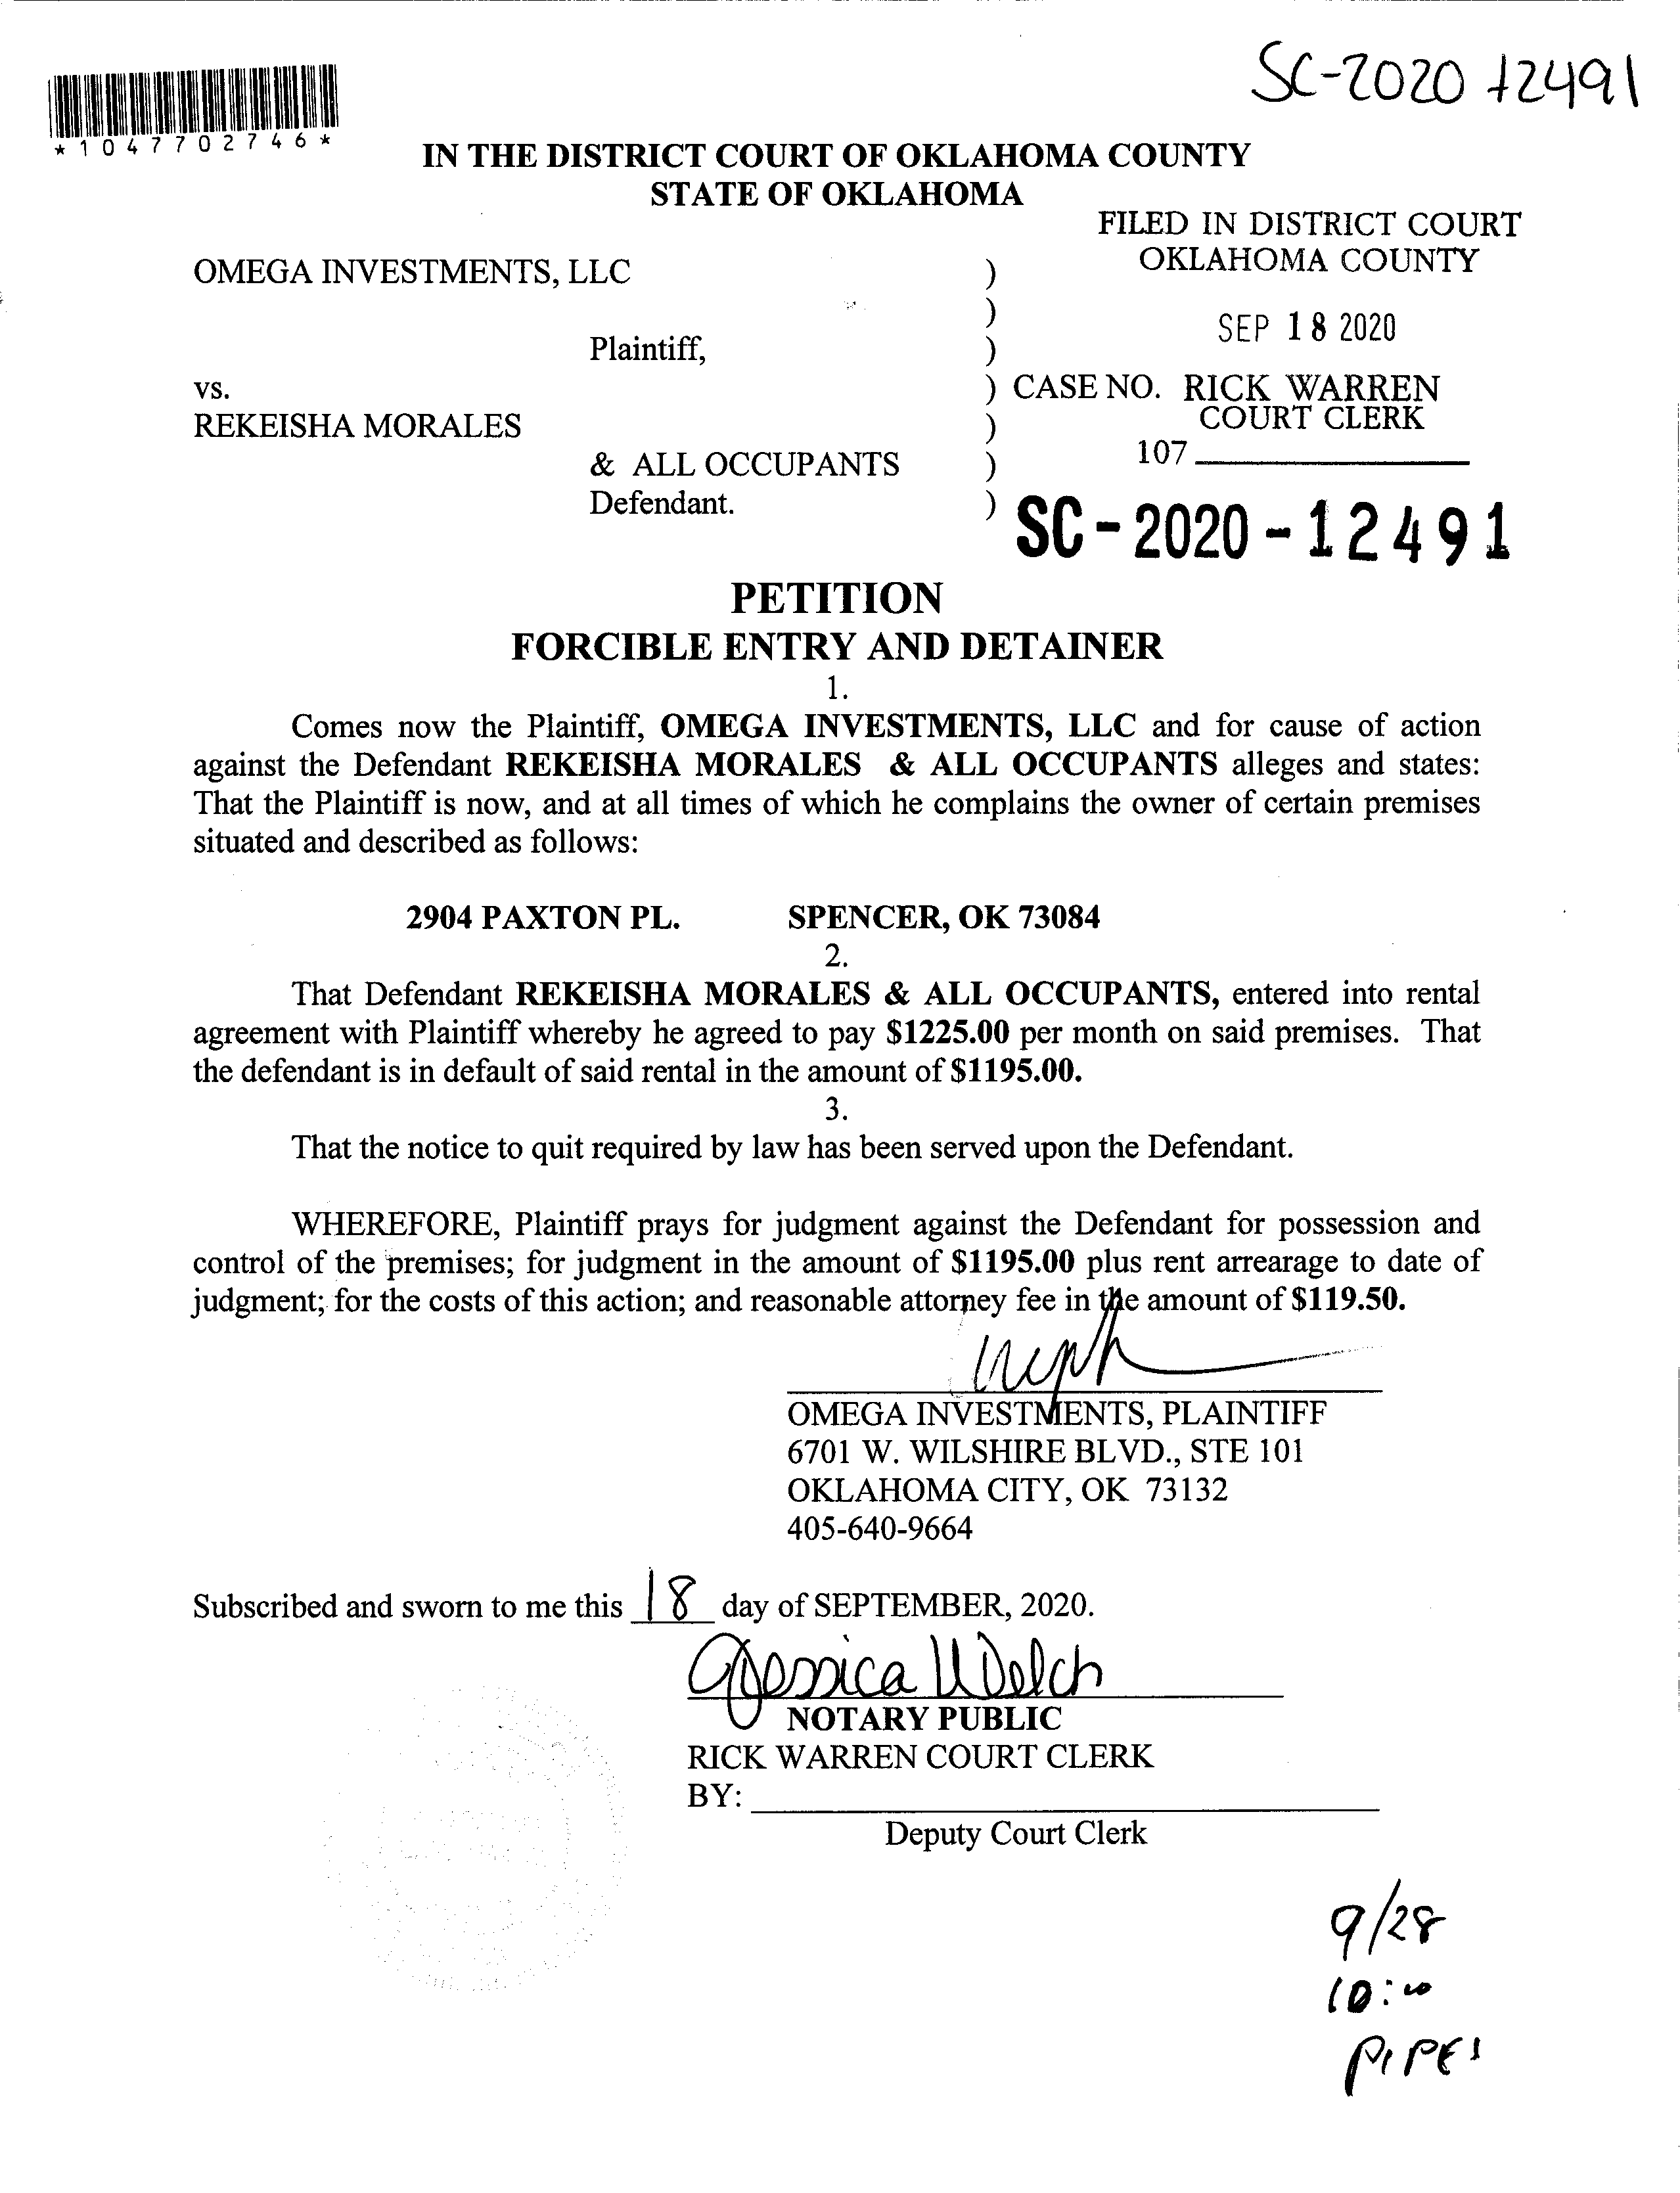 SC-2020 12491
*1047702746*
IN THE DISTRICT COURT OF OKLAHOMA COUNTY
STATE OF OKLAHOMA
FILED IN DISTRICT COURT
OKLAHOMA COUNTY
OMEGA INVESTMENTS, LLC )
)
SEP 18 2020
Plaintiff, )
vs. ) CASE NO. RICK WARREN
COURT CLERK
REKEISHA MORALES )
107
& ALL OCCUPANTS )
Defendant. )
SC-2020-12491
PETITION
FORCIBLE ENTRY AND DETAINER
1.
Comes now the Plaintiff, OMEGA INVESTMENTS, LLC and for cause of action
against the Defendant REKEISHA MORALES & ALL OCCUPANTS alleges and states:
That the Plaintiff is now, and at all times of which he complains the owner of certain premises
situated and described as follows:
2904 PAXTON PL. SPENCER, OK 73084
2.
That Defendant REKEISHA MORALES & ALL OCCUPANTS, entered into rental
agreement with Plaintiff whereby he agreed to pay $1225.00 per month on said premises. That
the defendant is in default of said rental in the amount of $1195.00.
3.
That the notice to quit required by law has been served upon the Defendant.
WHEREFORE, Plaintiff prays for judgment against the Defendant for possession and
control of the premises; for judgment in the amount of $1195.00 plus rent arrearage to date of
judgment; for the costs of this action; and reasonable attorney fee in the amount of $119.50.
OMEGA INVESTMENTS, PLAINTIFF
6701 W. WILSHIRE BLVD., STE 101
OKLAHOMA CITY, OK 73132
405-640-9664
Subscribed and sworn to me this 18 day of SEPTEMBER, 2020.
Jessica Welch
NOTARY PUBLIC
RICK WARREN COURT CLERK
BY:
Deputy Court Clerk
9/28
10:00